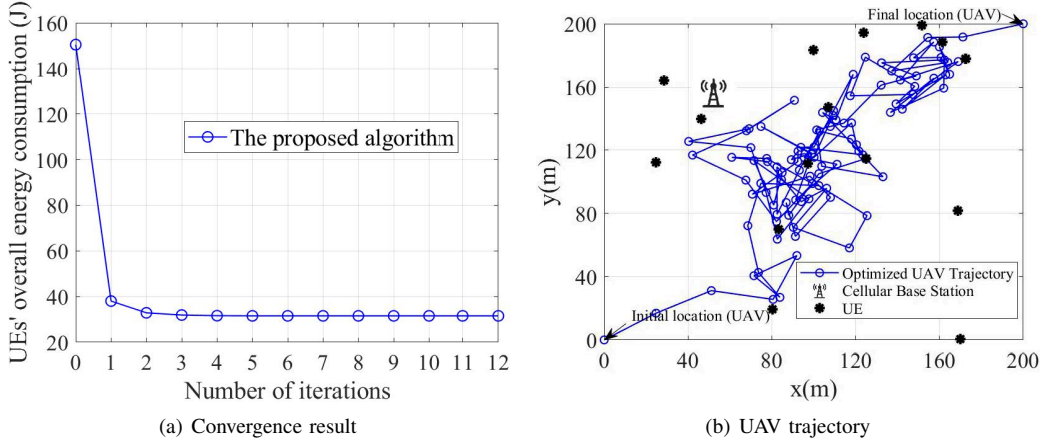 160
140
120
100
80
60
40
20
0
1
2
3
4
5
6
7
8
9
10
11
12
UEs' overall energy consumption (J)
Number of iterations
The proposed algorithm
(a) Convergence result
200
160
120
80
40
0
0
40
80
120
160
200
y(m)
x(m)
Final location (UAV)
Initial location (UAV)
Optimized UAV Trajectory
Cellular Base Station
UE
(b) UAV trajectory